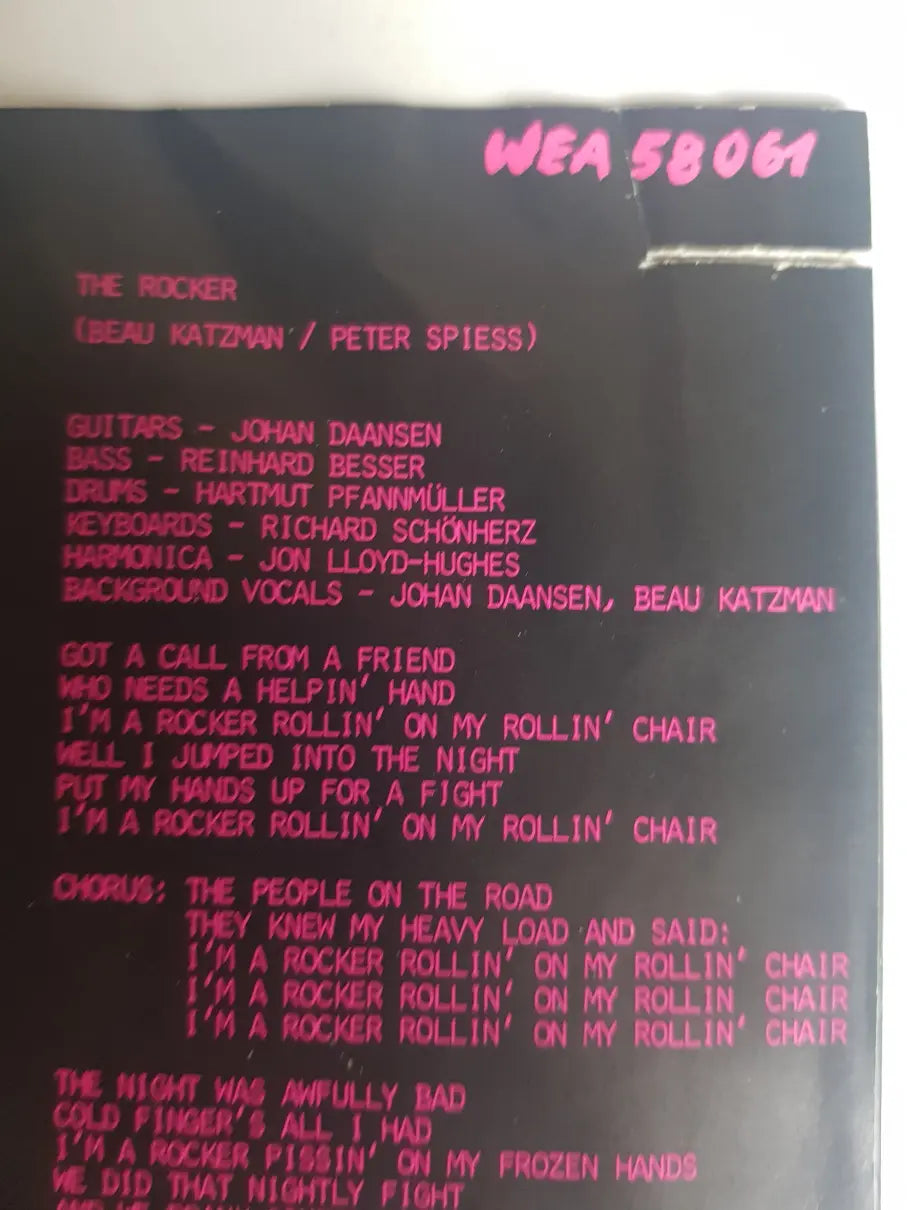 WEA 58061
THE ROCKER
(BEAU KATZMAN / PETER SPIESS)
GUITARS - JOHAN DAANSEN
BASS - REINHARD BESSER
DRUMS - HARTMUT PFANNMÜLLER
KEYBOARDS - RICHARD SCHÖNHERZ
HARMONICA - JON LLOYD-HUGHES
BACKGROUND VOCALS - JOHAN DAANSEN, BEAU KATZMAN
GOT A CALL FROM A FRIEND
WHO NEEDS A HELPIN' HAND
I'M A ROCKER ROLLIN' ON MY ROLLIN' CHAIR
WELL I JUMPED INTO THE NIGHT
PUT MY HANDS UP FOR A FIGHT
I'M A ROCKER ROLLIN' ON MY ROLLIN' CHAIR
CHORUS: THE PEOPLE ON THE ROAD
THEY KNEW MY HEAVY LOAD AND SAID:
I'M A ROCKER ROLLIN' ON MY ROLLIN' CHAIR
I'M A ROCKER ROLLIN' ON MY ROLLIN CHAIR
I'M A ROCKER ROLLIN' ON MY ROLLIN' CHAIR
THE NIGHT WAS AWFULLY BAD
COLD FINGER'S ALL I HAD
I'M A ROCKER PISSIN' ON MY FROZEN HANDS
WE DID THAT NIGHTLY FIGHT